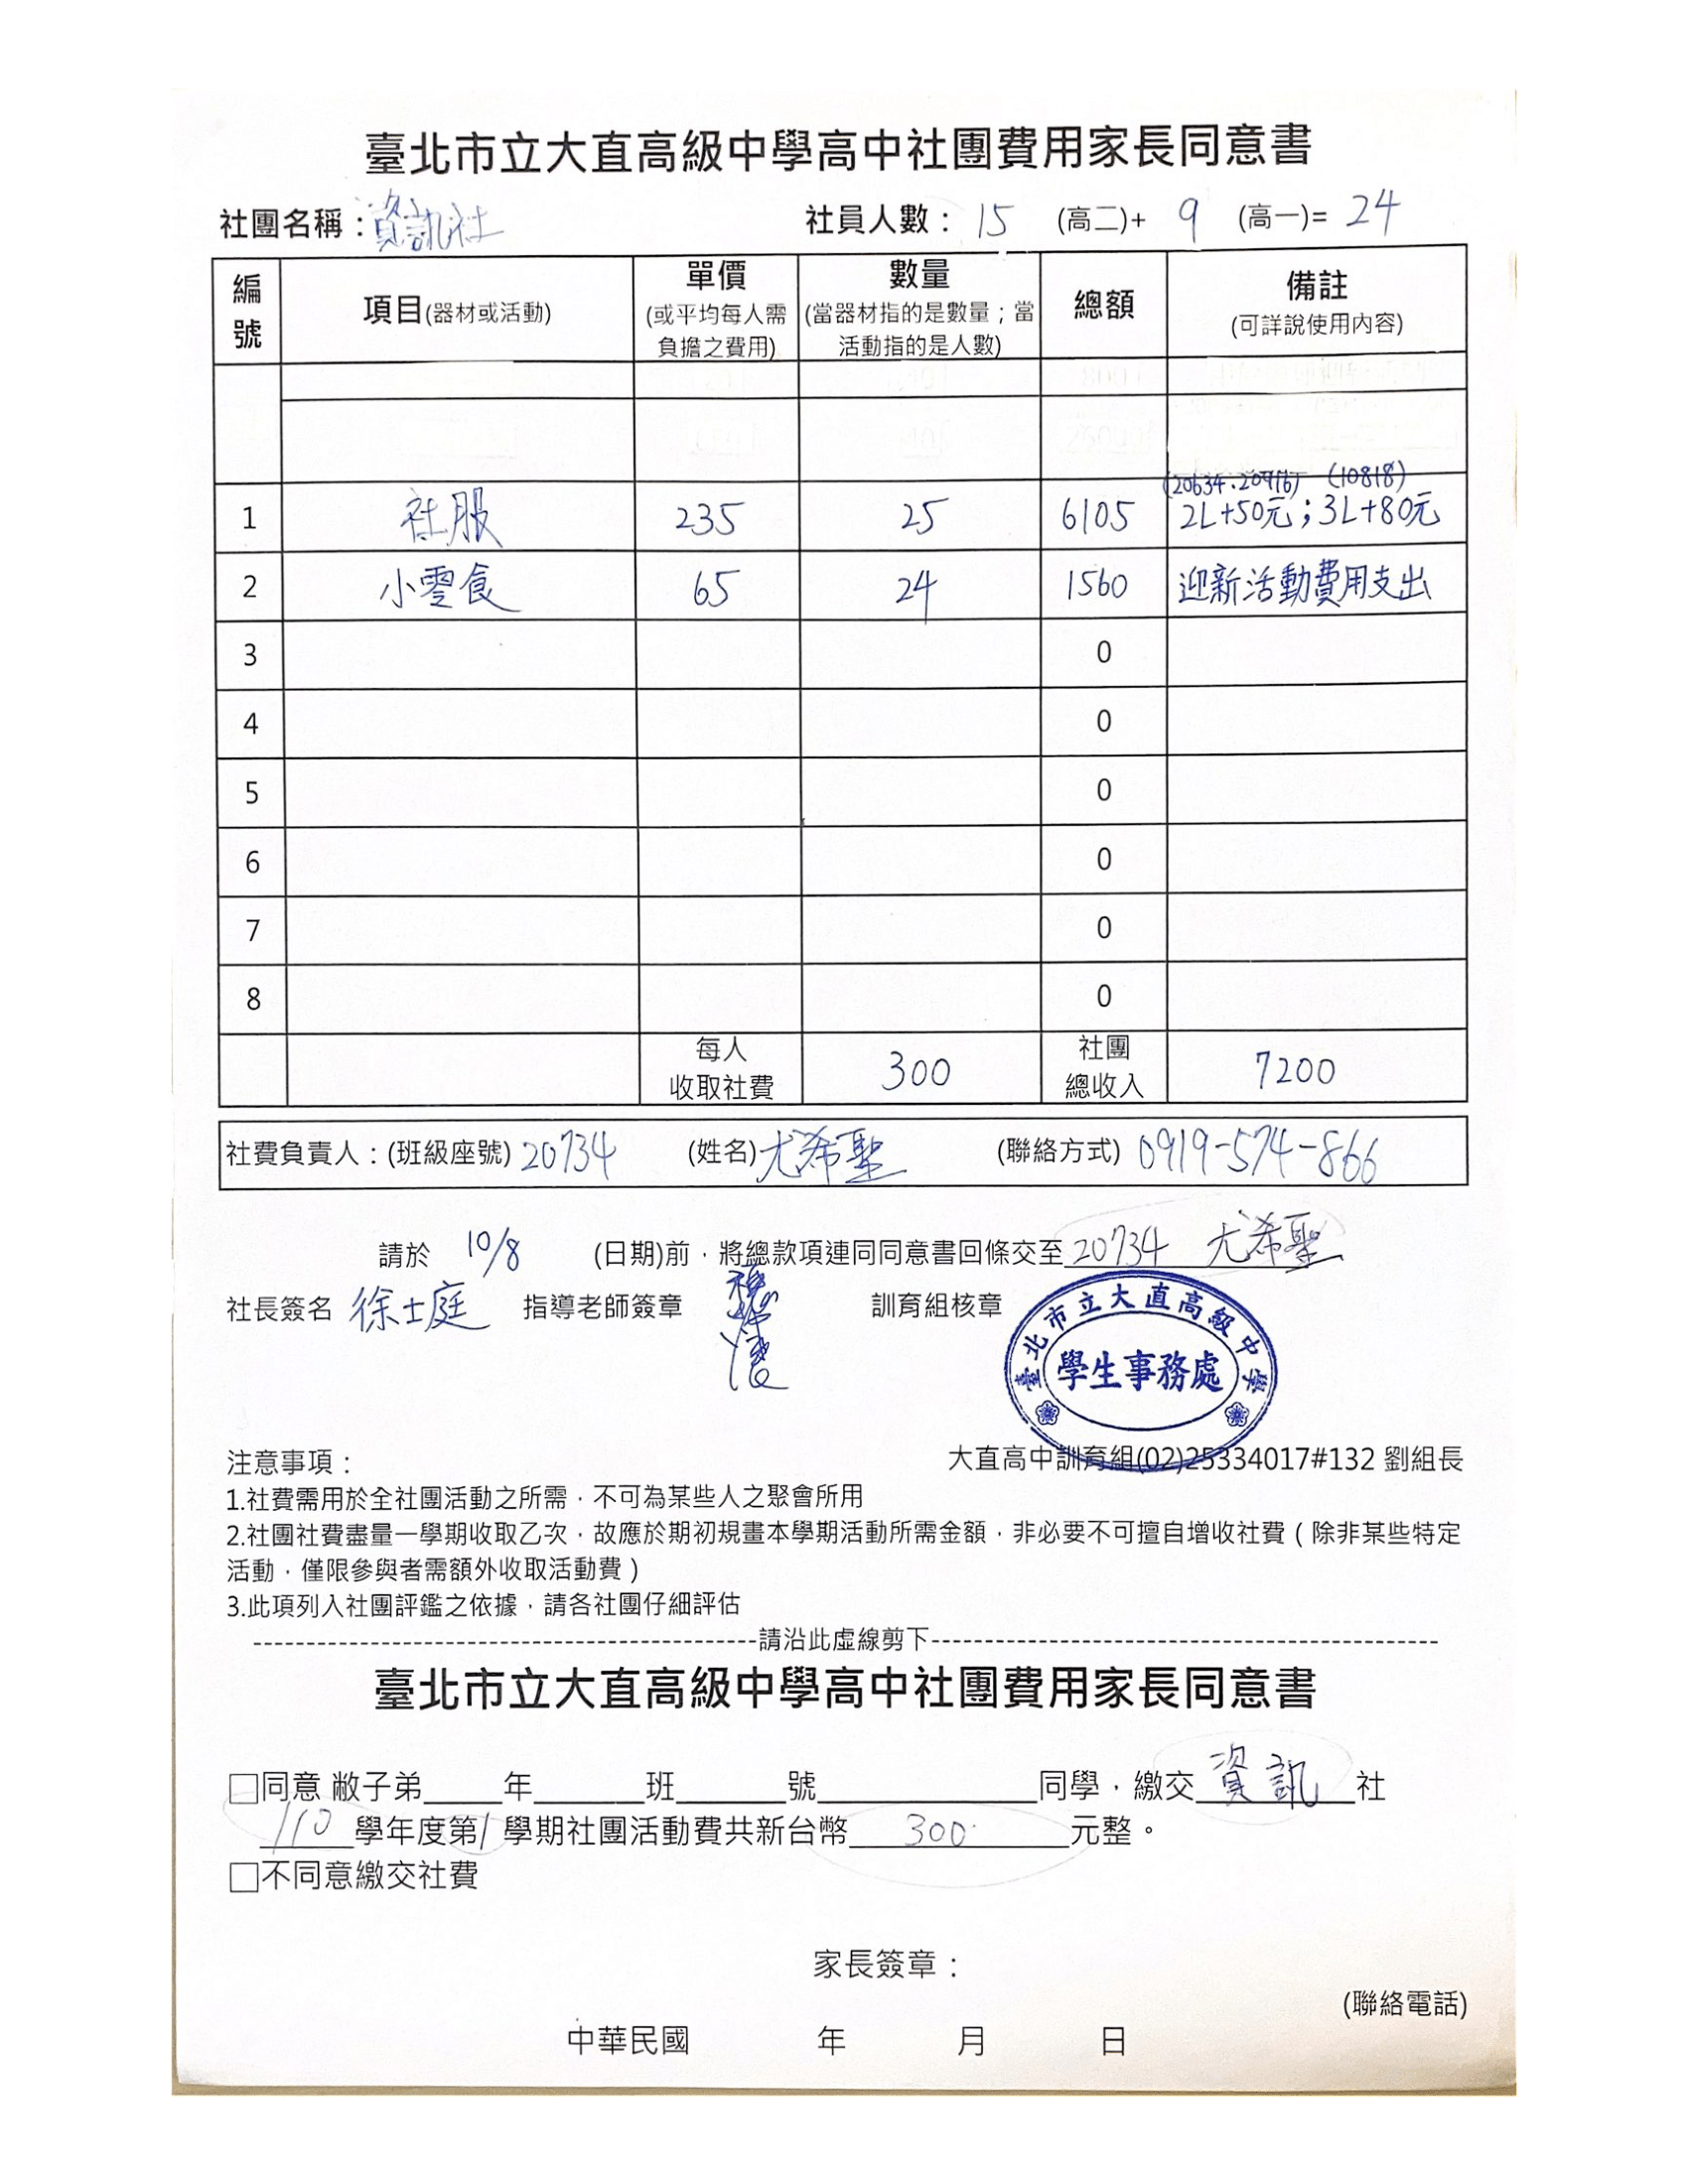 臺北市立大直高級中學高中社團費用家長同意書
社團名稱：資訊社 社員人數： 15 (高二)+ 9 (高一)= 24
編號 項目(器材或活動) 單價(或平均每人需負擔之費用) 數量(當器材指的是數量；當活動指的是人數) 總額 備註(可詳說使用內容)
(20634.20916) (10818)
1 社服 235 25 6105 2L+50元；3L+80元
2 小零食 65 24 1560 迎新活動費用支出
3 0
4 0
5 0
6 0
7 0
8 0
每人收取社費 300 社團總收入 7200
社費負責人：(班級座號) 20734 (姓名)尤希聖 (聯絡方式) 0919-574-866
請於 10/8 (日期)前，將總款項連同同意書回條交至 20734 尤希聖
社長簽名 徐士庭 指導老師簽章 訓育組核章
臺北市立大直高級中學
學生事務處
注意事項： 大直高中訓育組(02)25334017#132 劉組長
1.社費需用於全社團活動之所需，不可為某些人之聚會所用
2.社團社費盡量一學期收取乙次，故應於期初規畫本學期活動所需金額，非必要不可擅自增收社費（除非某些特定
活動，僅限參與者需額外收取活動費）
3.此項列入社團評鑑之依據，請各社團仔細評估
-----請沿此虛線剪下-----
臺北市立大直高級中學高中社團費用家長同意書
□同意 敝子弟____年____班____號________同學，繳交 資訊 社
110 學年度第1 學期社團活動費共新台幣 300 元整。
□不同意繳交社費
家長簽章：
(聯絡電話)
中華民國 年 月 日